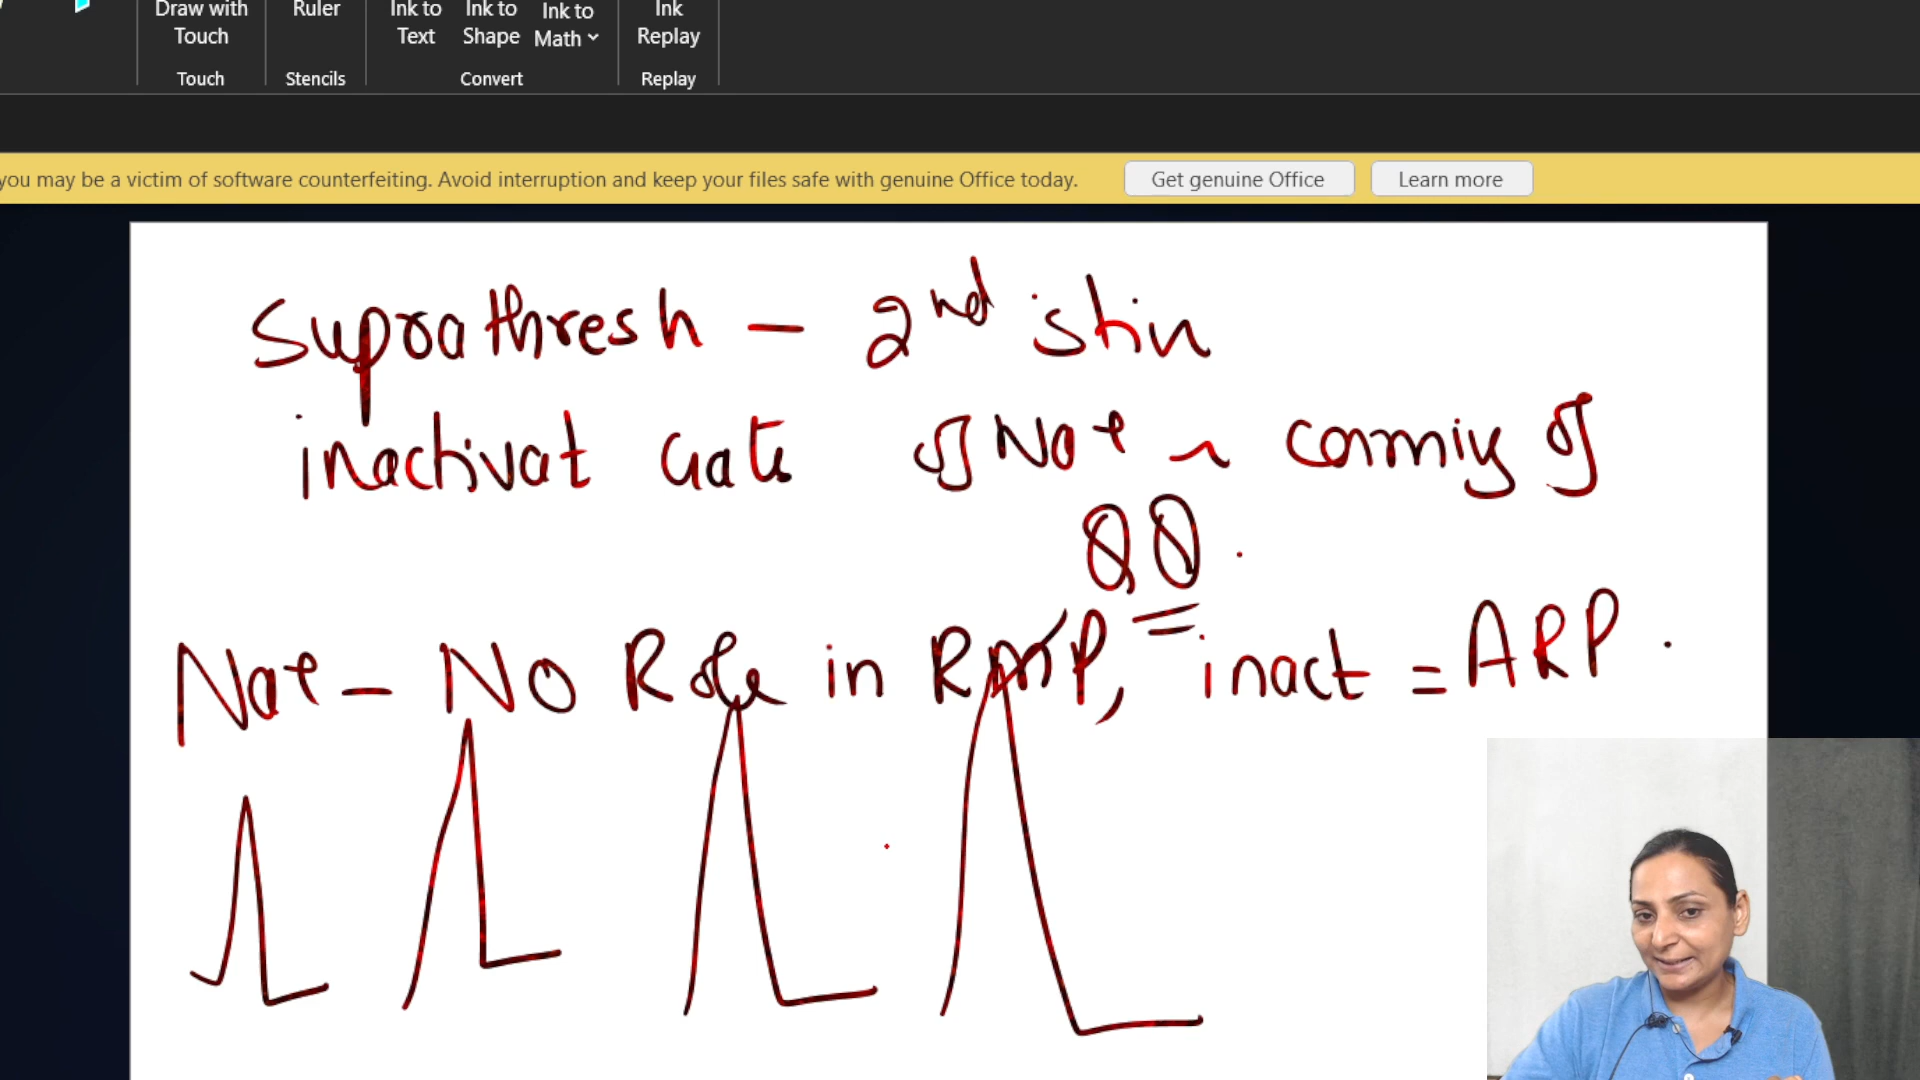 Draw with Touch
Ruler
Ink to Text
Ink to Shape
Ink to Math
Ink Replay
Touch
Stencils
Convert
Replay
you may be a victim of software counterfeiting. Avoid interruption and keep your files safe with genuine Office today.
Get genuine Office
Learn more
Suprathresh – 2nd stim
inactivat Gate of Na+ ~ coming of
Na+ – NO Role in RMP, inact = ARP.